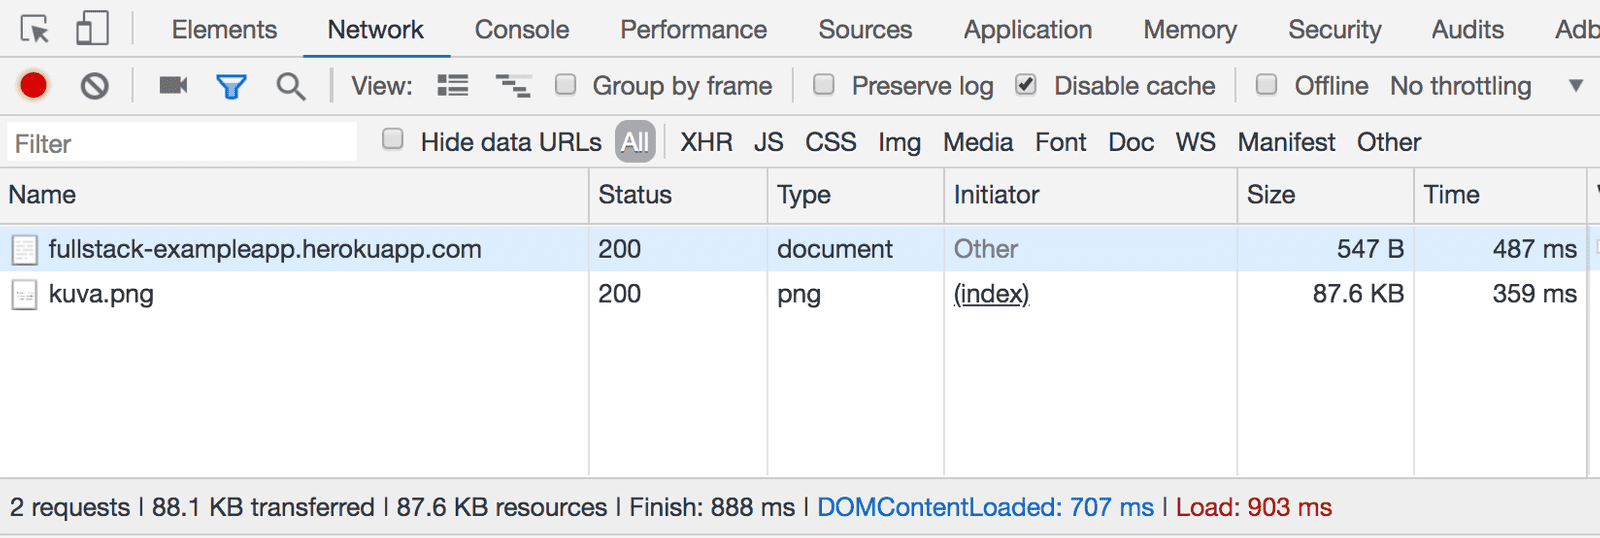 Elements Network Console Performance Sources Application Memory Security Audits Adb
View: Group by frame Preserve log Disable cache Offline No throttling
Filter Hide data URLs All XHR JS CSS Img Media Font Doc WS Manifest Other
Name Status Type Initiator Size Time
fullstack-exampleapp.herokuapp.com 200 document Other 547 B 487 ms
kuva.png 200 png (index) 87.6 KB 359 ms
2 requests | 88.1 KB transferred | 87.6 KB resources | Finish: 888 ms | DOMContentLoaded: 707 ms | Load: 903 ms